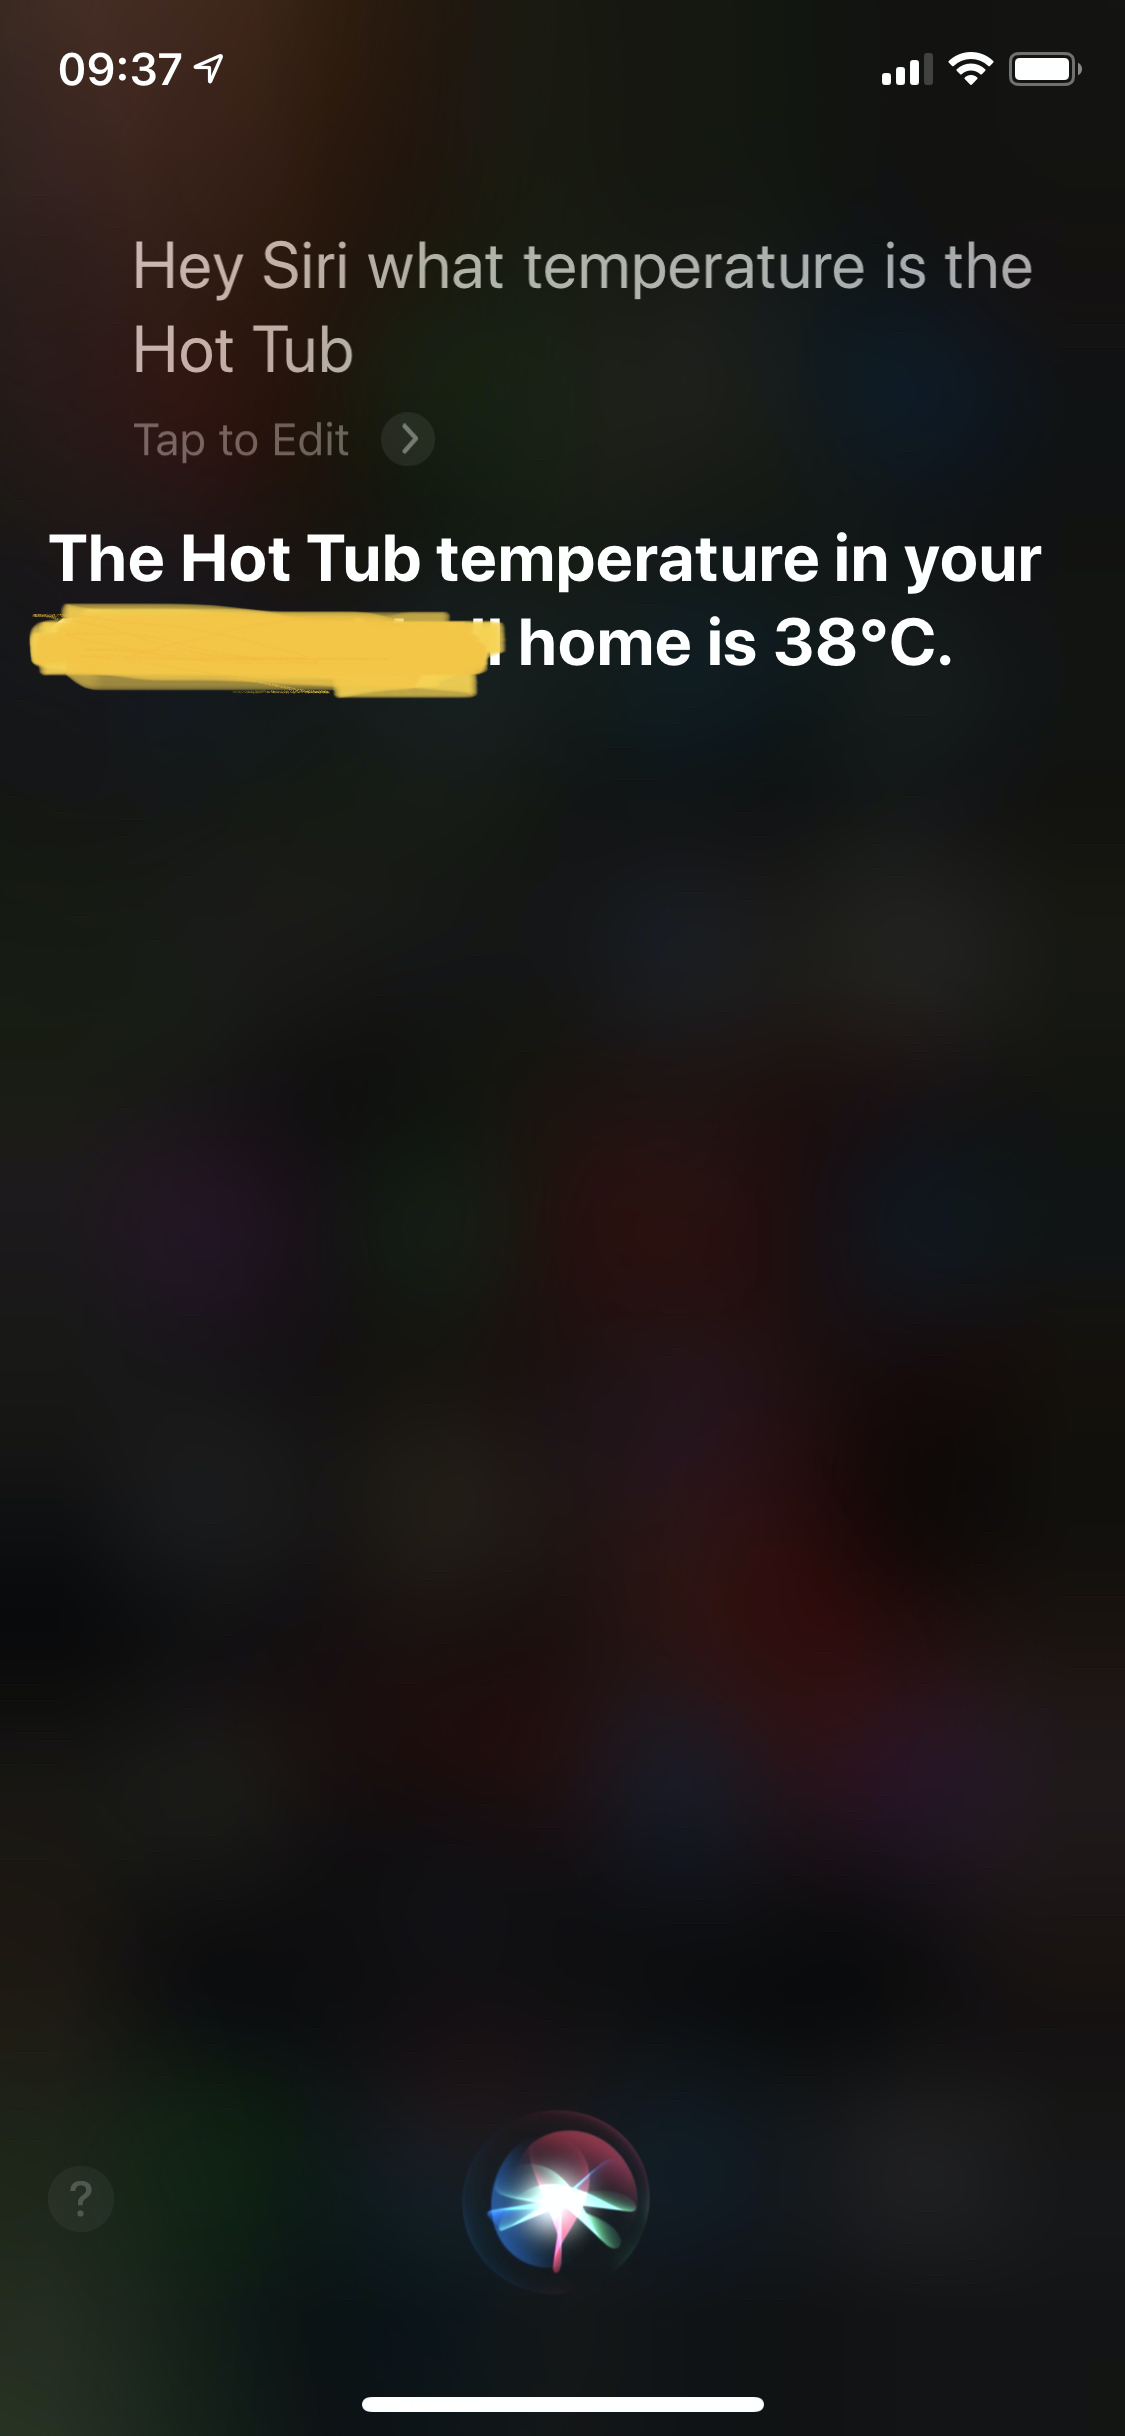 09:37
Hey Siri what temperature is the
Hot Tub
Tap to Edit
The Hot Tub temperature in your
home is 38°C.
?